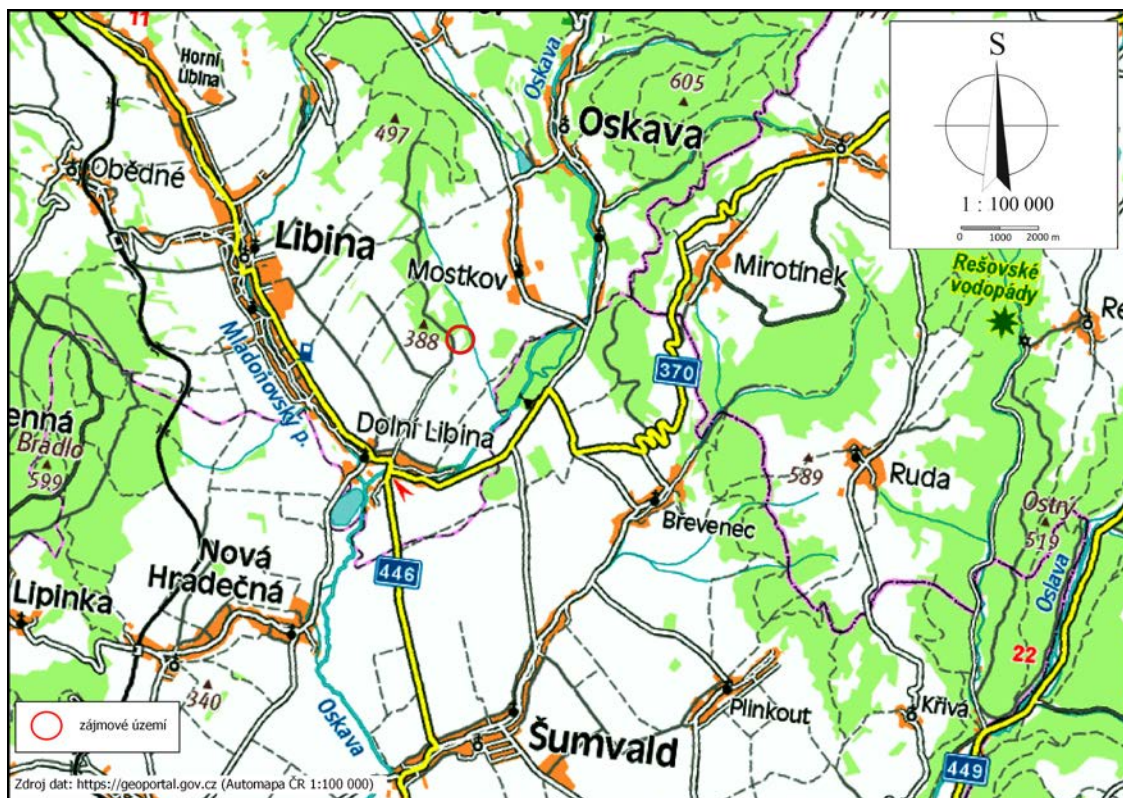 11
Horní
Libina
Oskava
605
S
497
Oskava
Obědné
1 : 100 000
0 1000 2000 m
Libina
Mostkov
Mirotínek
Rešovské
vodopády
388
Mladoňovský p.
370
Dolní Libina
enná
Bradlo
599
589
Ruda
Ostrý
519
Břevenec
Nová
Hradečná
446
Oslava
Lipinka
22
340
Plinkout
Křivá
zájmové území
Oskava
Šumvald
449
Zdroj dat: https://geoportal.gov.cz (Automapa ČR 1:100 000)